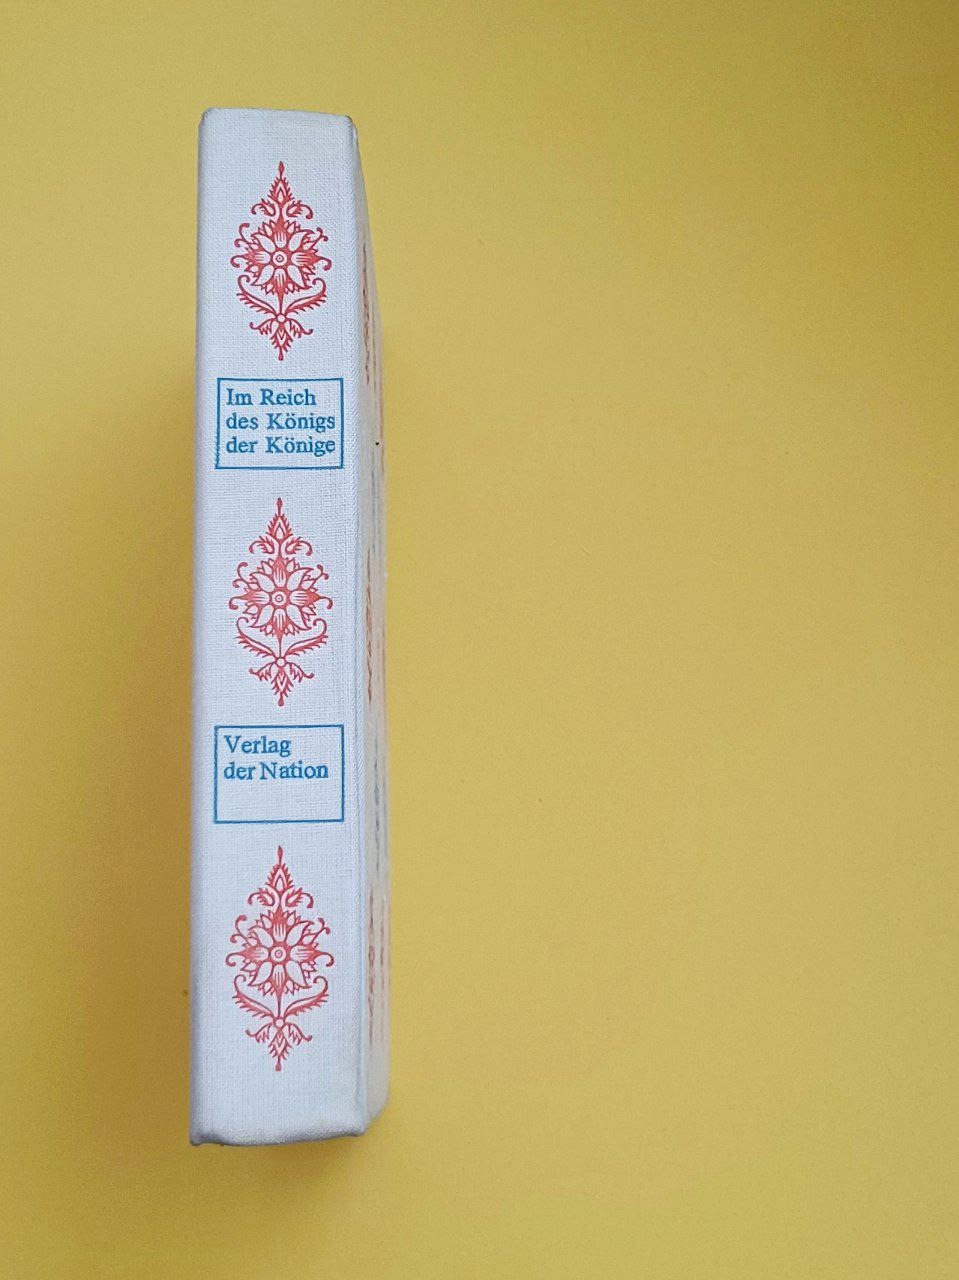 Im Reich
des Königs
der Könige
Verlag
der Nation